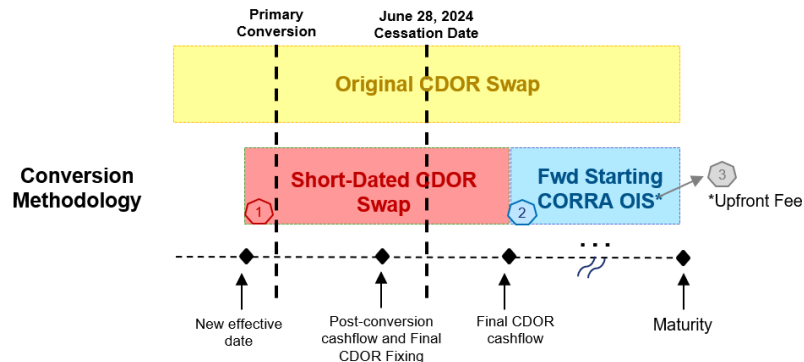 Primary
Conversion
June 28, 2024
Cessation Date
Original CDOR Swap
Conversion
Methodology
Short-Dated CDOR
Swap
Fwd Starting
CORRA OIS*
1
2
3
*Upfront Fee
...
New effective
date
Post-conversion
cashflow and Final
CDOR Fixing
Final CDOR
cashflow
Maturity